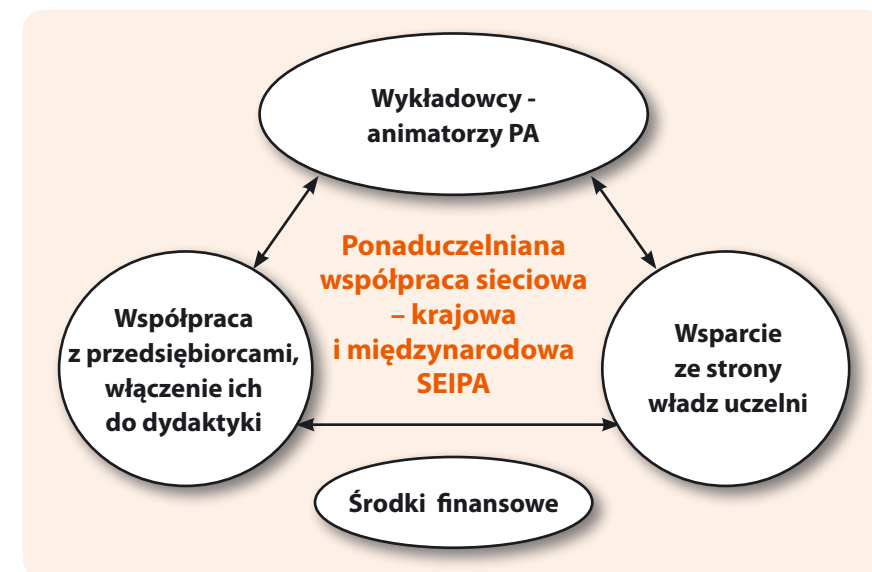 Wykładowcy -
animatorzy PA
Ponaduczelniana
współpraca sieciowa
– krajowa
i międzynarodowa
SEIPA
Współpraca
z przedsiębiorcami,
włączenie ich
do dydaktyki
Wsparcie
ze strony
władz uczelni
Środki finansowe